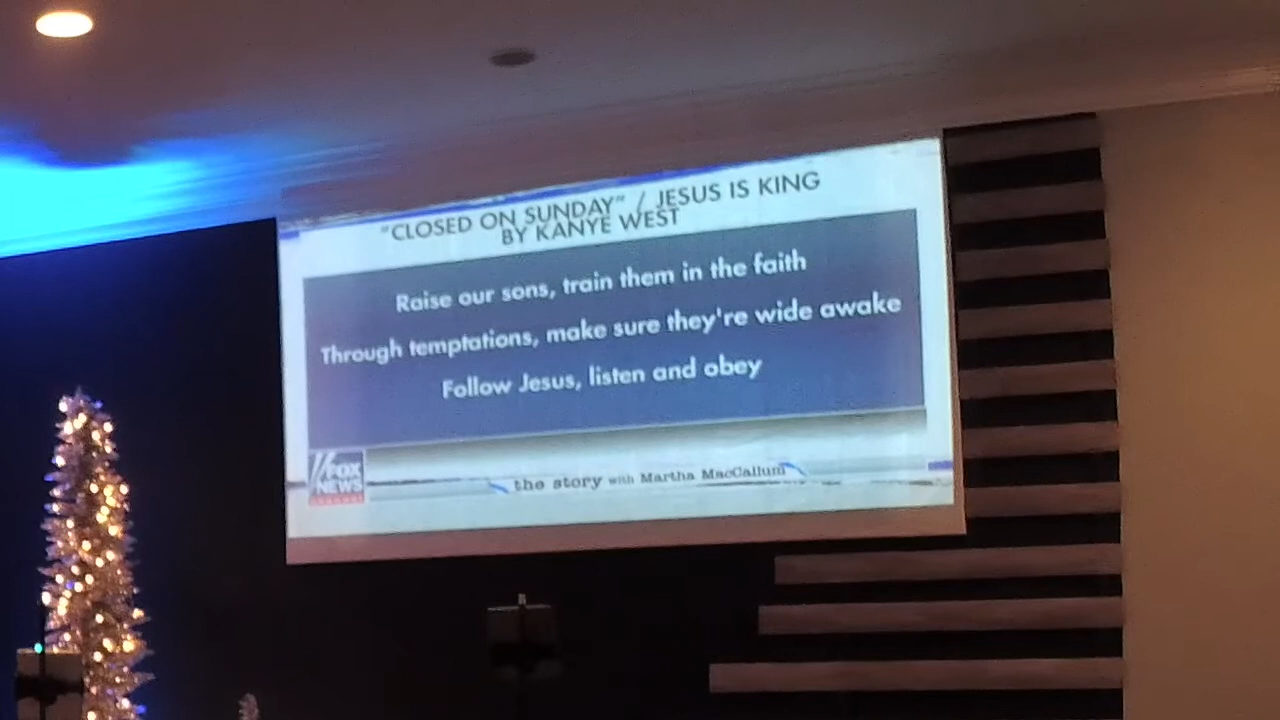 "CLOSED ON SUNDAY" / JESUS IS KING
BY KANYE WEST
Raise our sons, train them in the faith
Through temptations, make sure they're wide awake
Follow Jesus, listen and obey
FOX
NEWS
channel
the story with Martha MacCallum